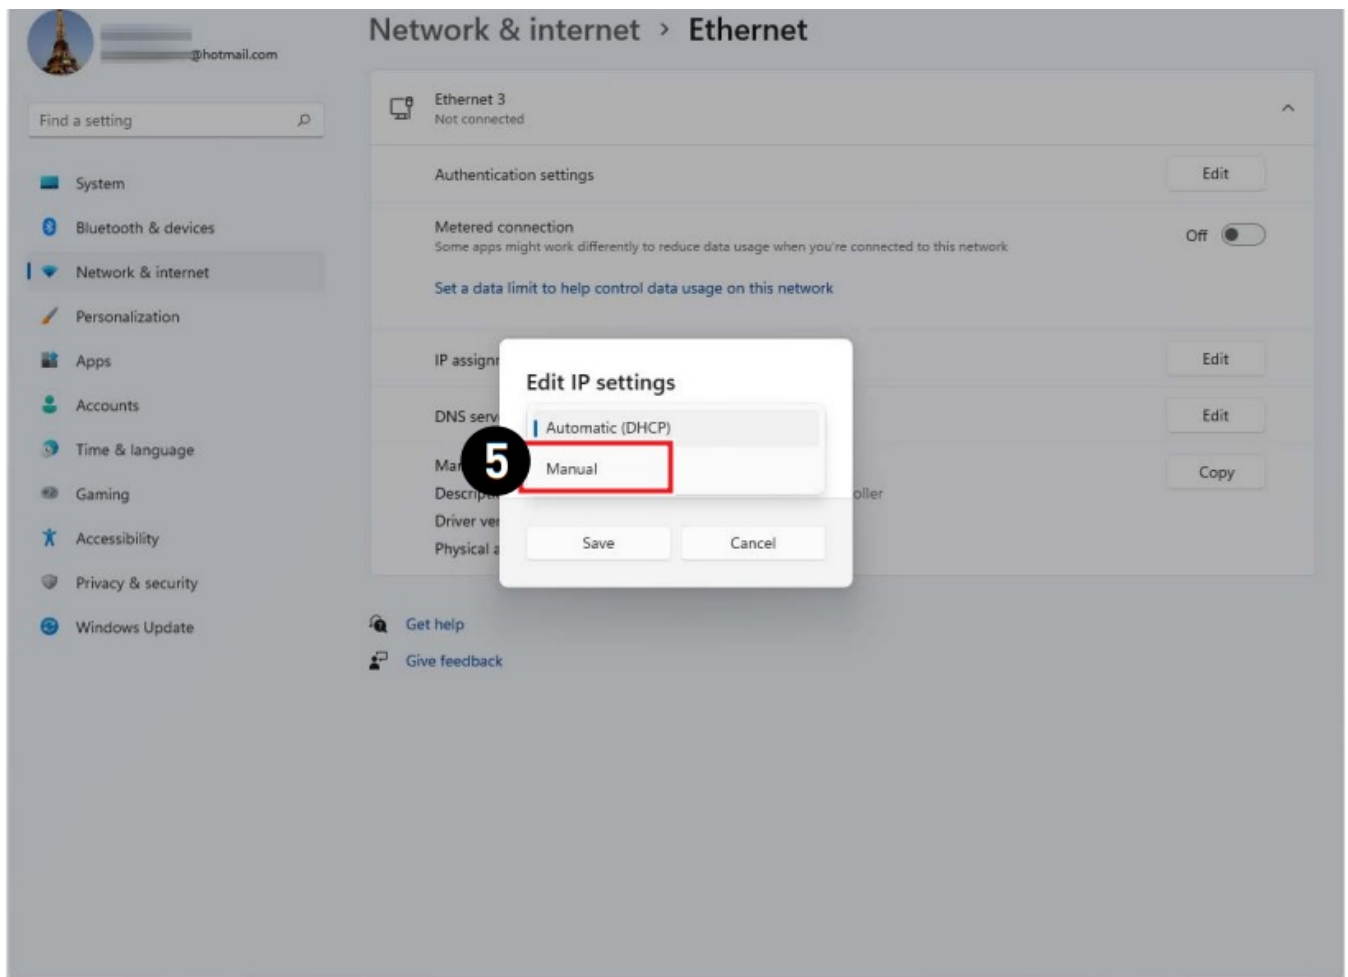 Network & internet > Ethernet
@hotmail.com
Find a setting
System
Bluetooth & devices
Network & internet
Personalization
Apps
Accounts
Time & language
Gaming
Accessibility
Privacy & security
Windows Update
Ethernet 3
Not connected
Authentication settings
Edit
Metered connection
Some apps might work differently to reduce data usage when you're connected to this network
Off
Set a data limit to help control data usage on this network
IP assign
Edit
DNS serv
Edit
Copy
Driver ver
Physical a
Edit IP settings
Automatic (DHCP)
5
Manual
Save
Cancel
Get help
Give feedback